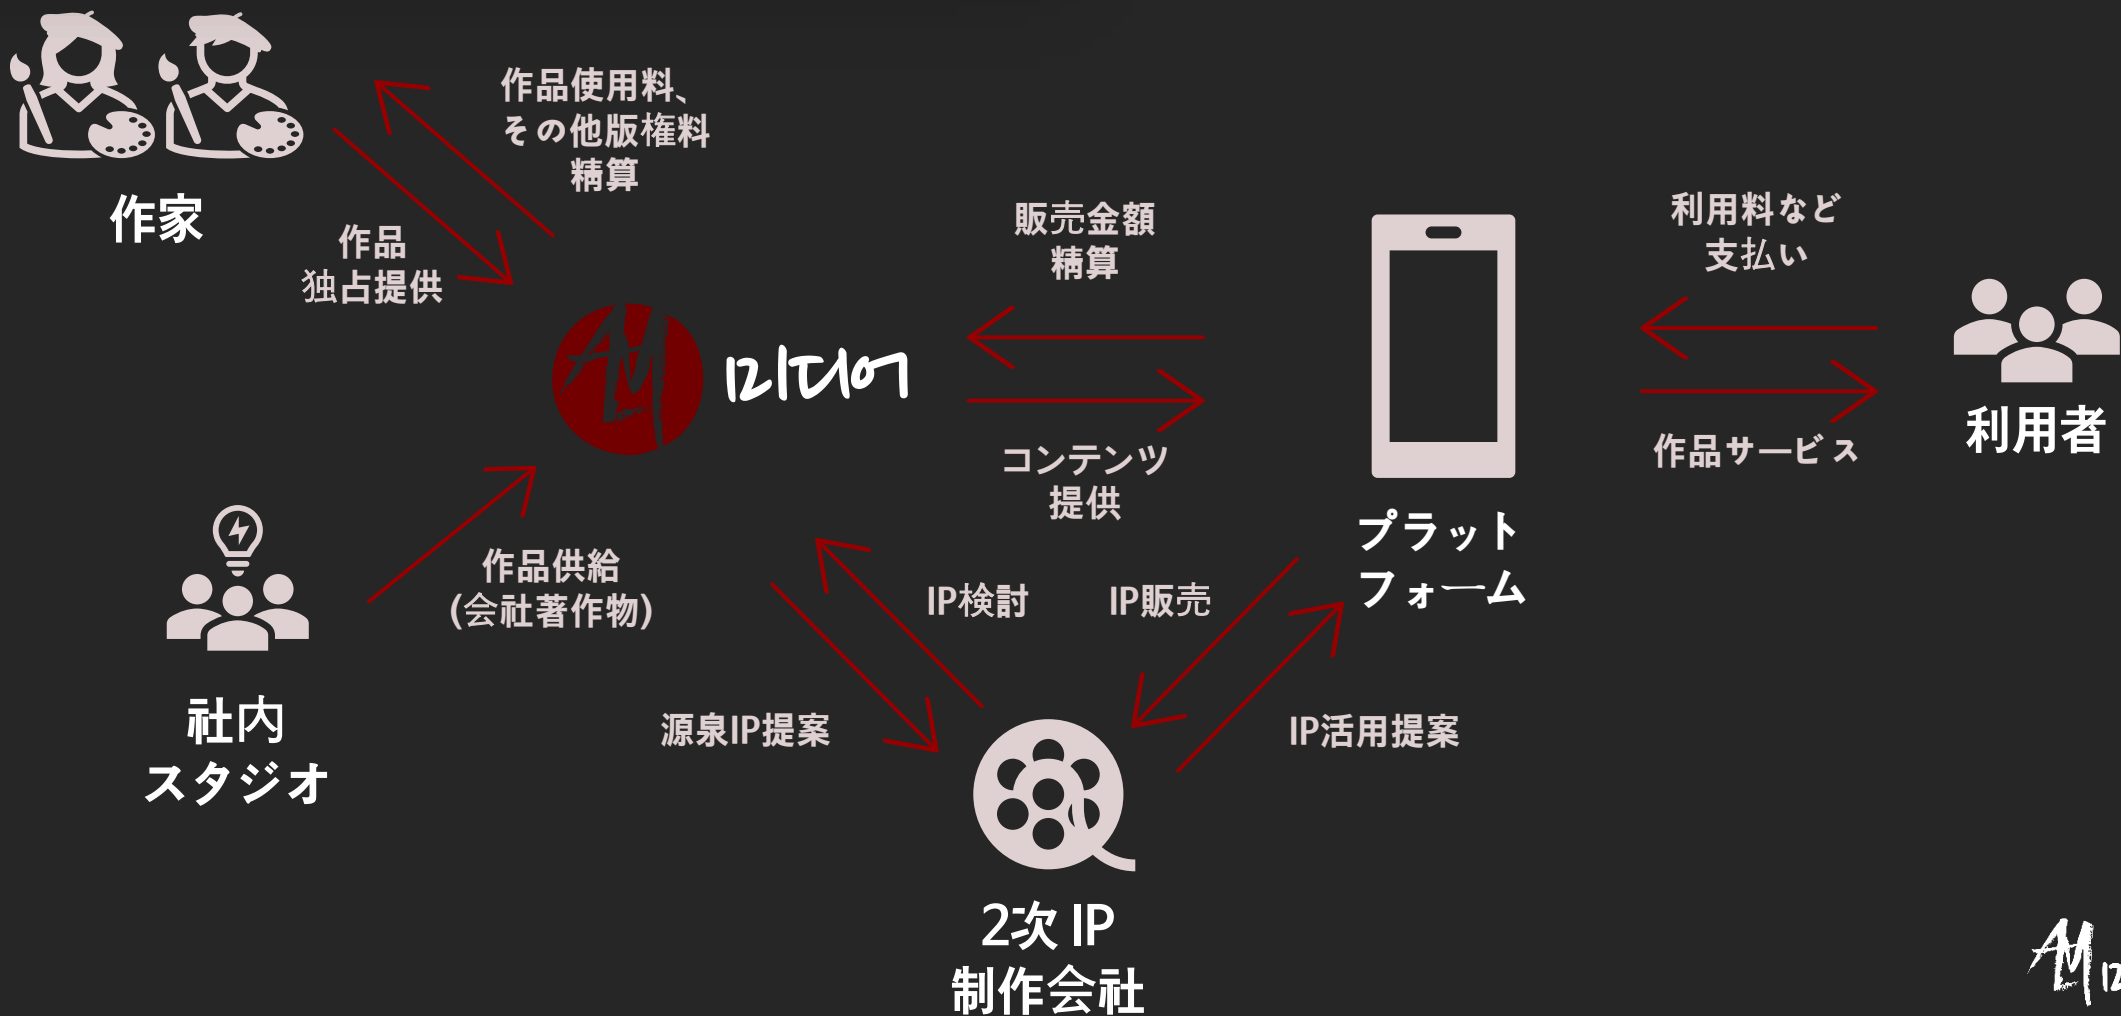 作品使用料、
その他版権料
精算
作家
作品
独占提供
販売金額
精算
利用料など
支払い
AM 미디어
コンテンツ
提供
作品サービス
利用者
プラット
フォーム
作品供給
(会社著作物)
IP検討
IP販売
社内
スタジオ
源泉IP提案
IP活用提案
2次 IP
制作会社
AM